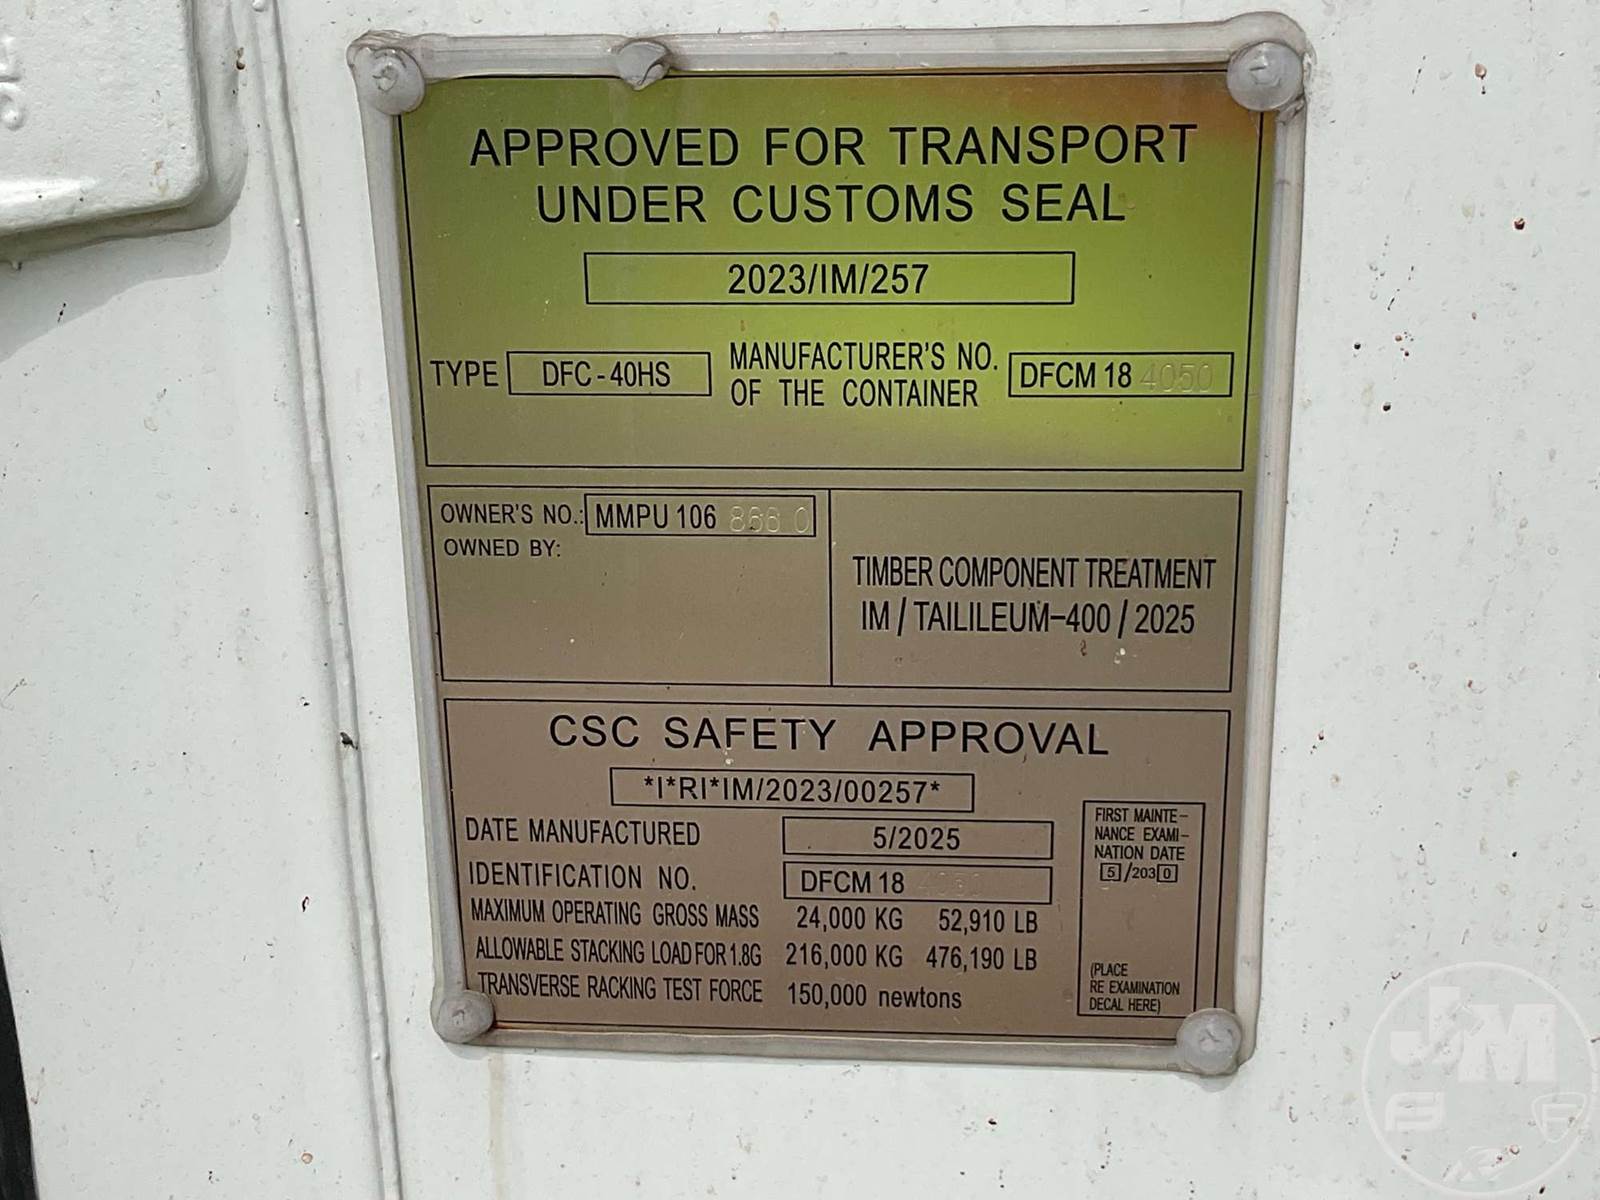 APPROVED FOR TRANSPORT
UNDER CUSTOMS SEAL
2023/IM/257
TYPE DFC-40HS MANUFACTURER'S NO. OF THE CONTAINER DFCM 18 4050
OWNER'S NO.: MMPU 106
OWNED BY:
TIMBER COMPONENT TREATMENT
IM / TAILILEUM-400 / 2025
CSC SAFETY APPROVAL
*I*RI*IM/2023/00257*
DATE MANUFACTURED 5/2025
IDENTIFICATION NO. DFCM 18
MAXIMUM OPERATING GROSS MASS 24,000 KG 52,910 LB
ALLOWABLE STACKING LOAD FOR 1.8G 216,000 KG 476,190 LB
TRANSVERSE RACKING TEST FORCE 150,000 newtons
FIRST MAINTE-
NANCE EXAMI-
NATION DATE
5/2030
(PLACE
RE EXAMINATION
DECAL HERE)
JM